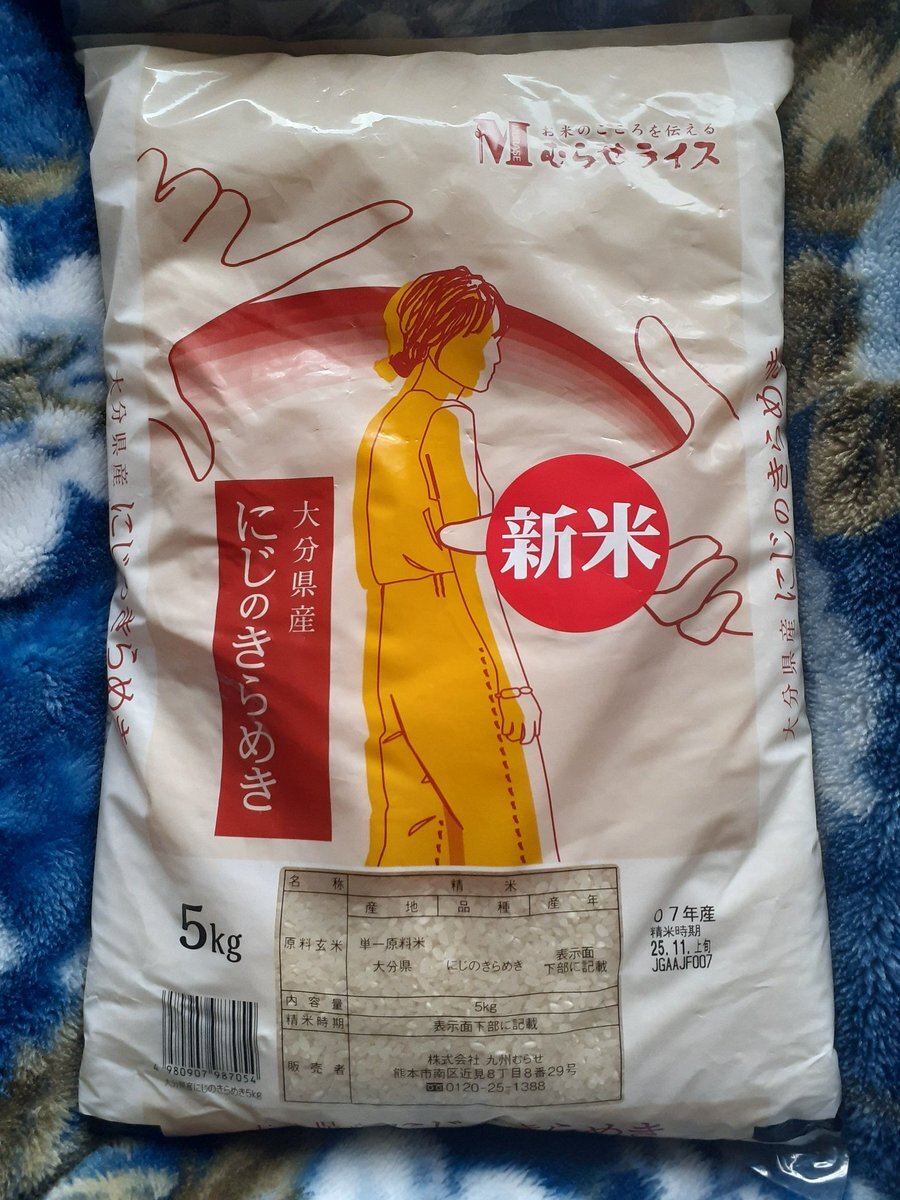 お米のこころを伝える
MURASE
むらせライス
大分県産 にじのきらめき
大分県産
にじのきらめき
新米
大分県産 にじのきらめき
5kg
名称 精米
産地 品種 産年
原料玄米 単一原料米
大分県 にじのきらめき 表示面下部に記載
内容量 5kg
精米時期 表示面下部に記載
販売者 株式会社 九州むらせ
熊本市南区近見8丁目8番29号
0120-25-1388
07年産
精米時期
25.11.上旬
JGAAJF007
4 980907 987054
大分県産にじのきらめき5kg